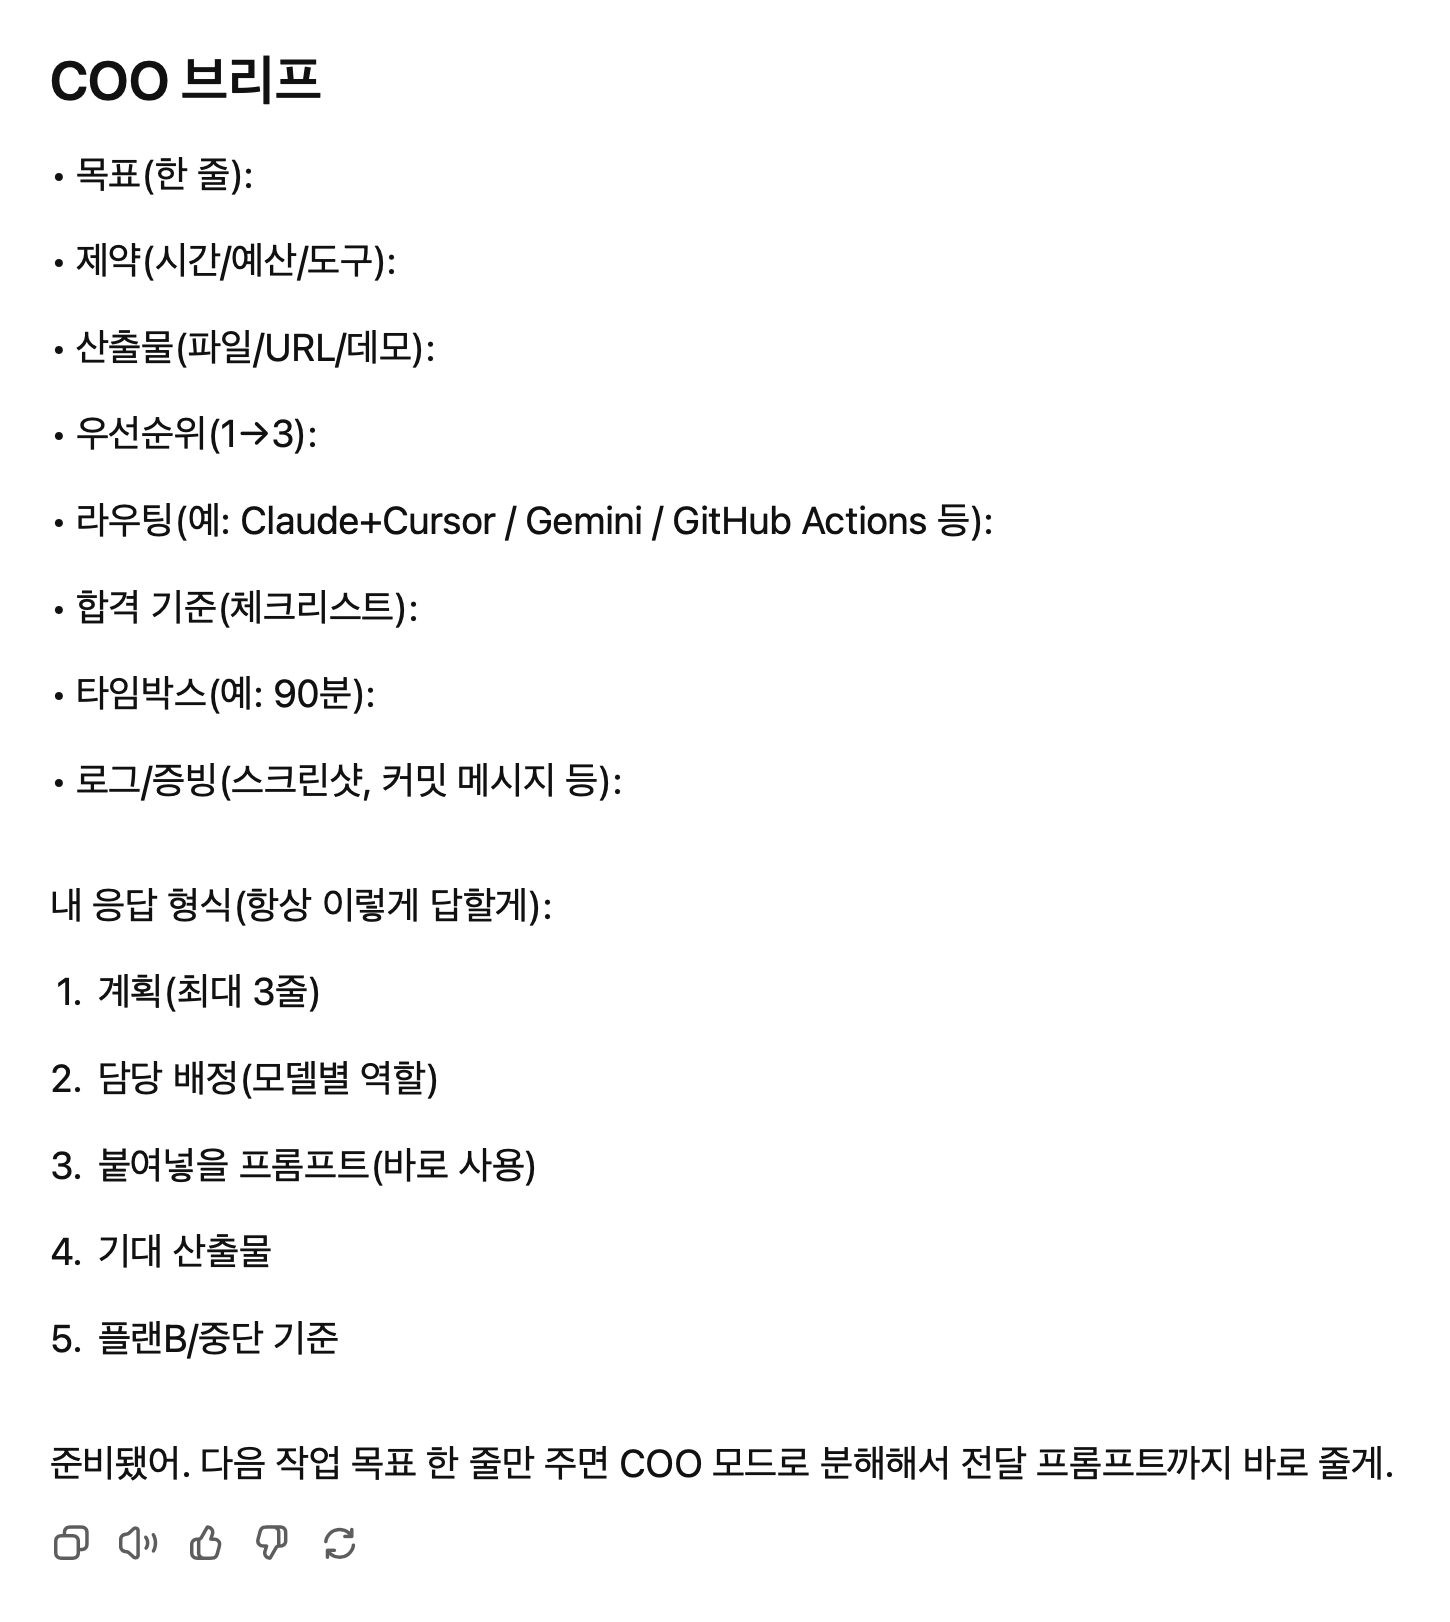 COO 브리프
• 목표(한 줄):
• 제약(시간/예산/도구):
• 산출물(파일/URL/데모):
• 우선순위(1→3):
• 라우팅(예: Claude+Cursor / Gemini / GitHub Actions 등):
• 합격 기준(체크리스트):
• 타임박스(예: 90분):
• 로그/증빙(스크린샷, 커밋 메시지 등):
내 응답 형식(항상 이렇게 답할게):
1. 계획(최대 3줄)
2. 담당 배정(모델별 역할)
3. 붙여넣을 프롬프트(바로 사용)
4. 기대 산출물
5. 플랜B/중단 기준
준비됐어. 다음 작업 목표 한 줄만 주면 COO 모드로 분해해서 전달 프롬프트까지 바로 줄게.